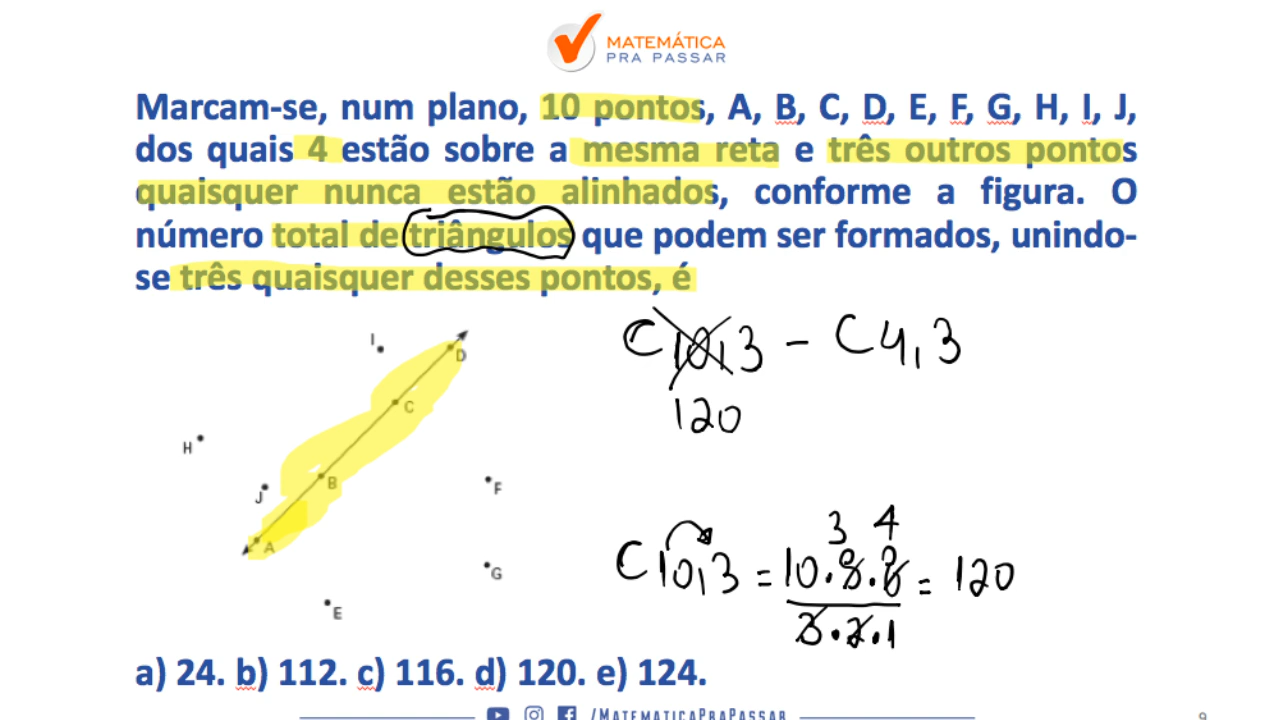 MATEMÁTICA
PRA PASSAR
Marcam-se, num plano, 10 pontos, A, B, C, D, E, F, G, H, I, J,
dos quais 4 estão sobre a mesma reta e três outros pontos
quaisquer nunca estão alinhados, conforme a figura. O
número total de triângulos que podem ser formados, unindo-
se três quaisquer desses pontos, é
C10,3 - C4,3
120
I
D
C
H
B
J
F
A
G
E
3 4
C10,3 = 10.9.8 = 120
3.2.1
a) 24. b) 112. c) 116. d) 120. e) 124.
/MATEMATICAPRAPASSAR
9